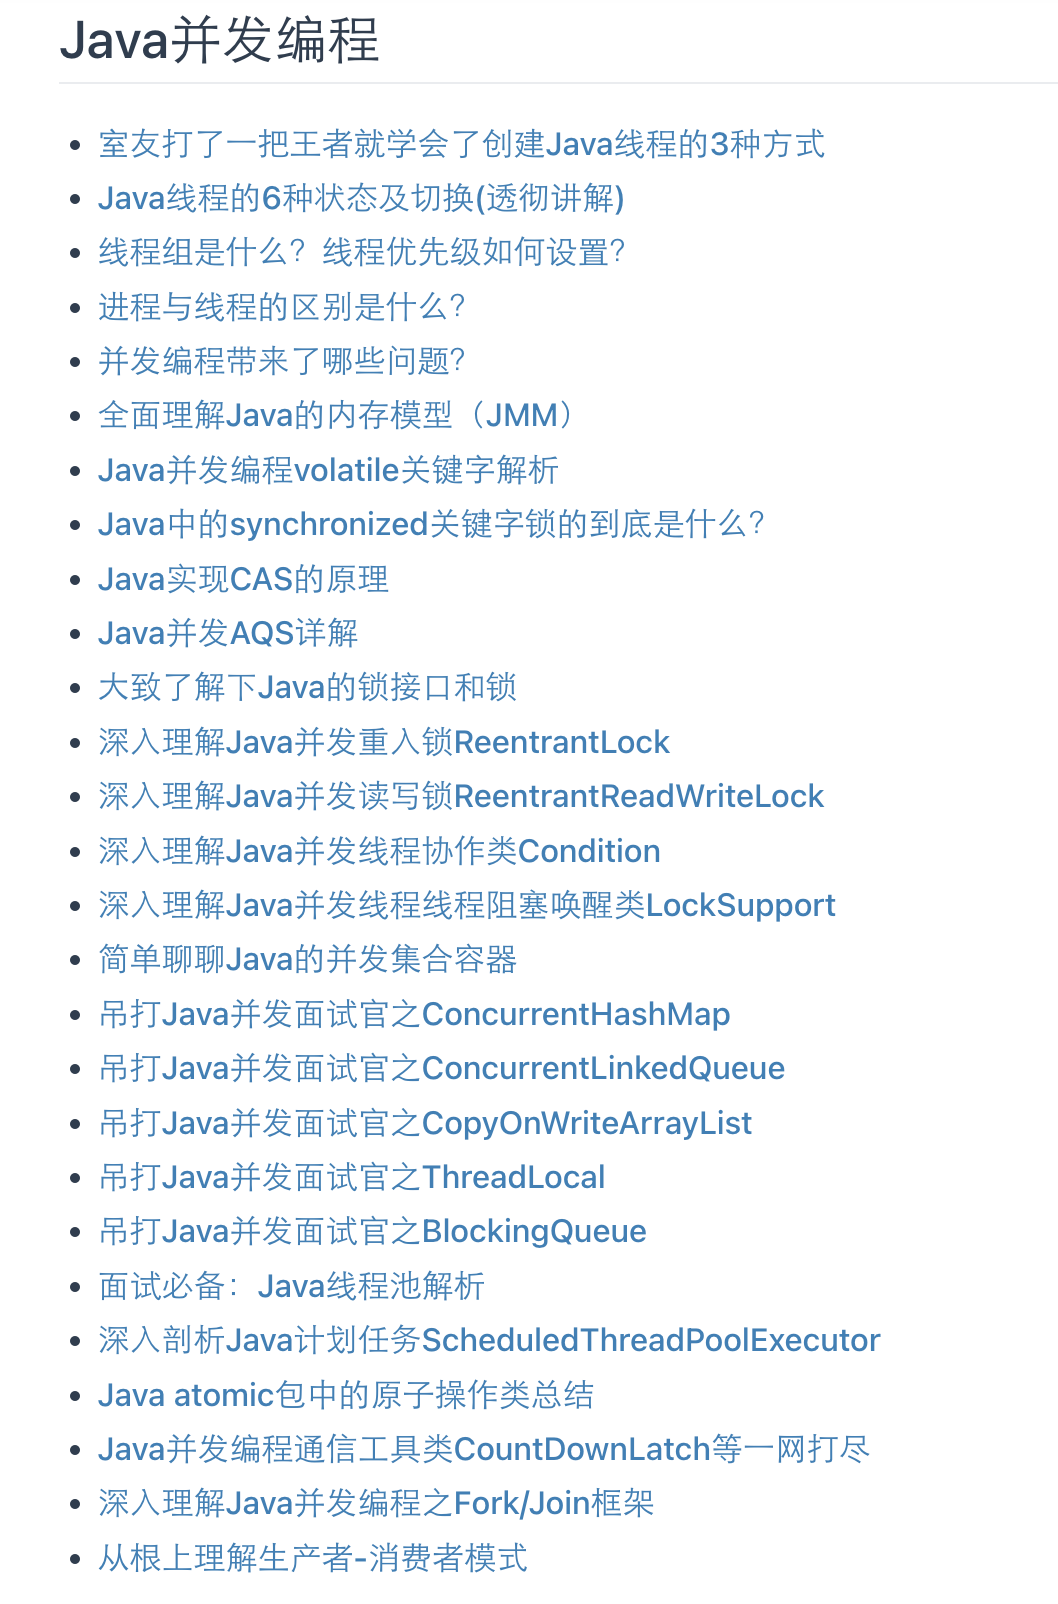 Java并发编程
室友打了一把王者就学会了创建Java线程的3种方式
Java线程的6种状态及切换(透彻讲解)
线程组是什么？线程优先级如何设置？
进程与线程的区别是什么？
并发编程带来了哪些问题？
全面理解Java的内存模型（JMM）
Java并发编程volatile关键字解析
Java中的synchronized关键字锁的到底是什么？
Java实现CAS的原理
Java并发AQS详解
大致了解下Java的锁接口和锁
深入理解Java并发重入锁ReentrantLock
深入理解Java并发读写锁ReentrantReadWriteLock
深入理解Java并发线程协作类Condition
深入理解Java并发线程线程阻塞唤醒类LockSupport
简单聊聊Java的并发集合容器
吊打Java并发面试官之ConcurrentHashMap
吊打Java并发面试官之ConcurrentLinkedQueue
吊打Java并发面试官之CopyOnWriteArrayList
吊打Java并发面试官之ThreadLocal
吊打Java并发面试官之BlockingQueue
面试必备：Java线程池解析
深入剖析Java计划任务ScheduledThreadPoolExecutor
Java atomic包中的原子操作类总结
Java并发编程通信工具类CountDownLatch等一网打尽
深入理解Java并发编程之Fork/Join框架
从根上理解生产者-消费者模式